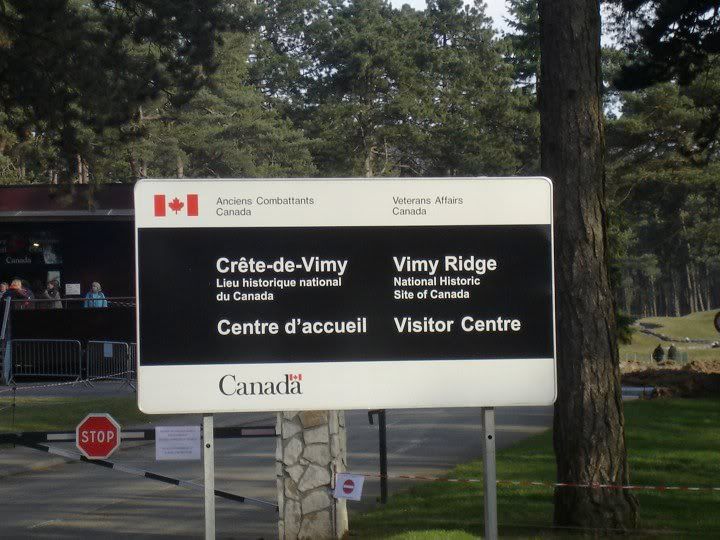 Anciens Combattants
Canada
Veterans Affairs
Canada
Crête-de-Vimy
Lieu historique national
du Canada
Centre d'accueil
Vimy Ridge
National Historic
Site of Canada
Visitor Centre
Canada
STOP
Canada